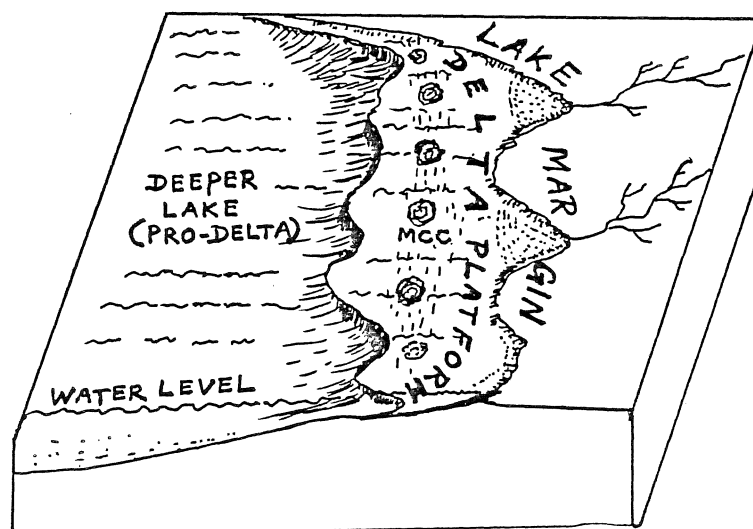 LAKE
MARGIN
DELTA PLATFORM
DEEPER
LAKE
(PRO-DELTA)
MCC
WATER LEVEL